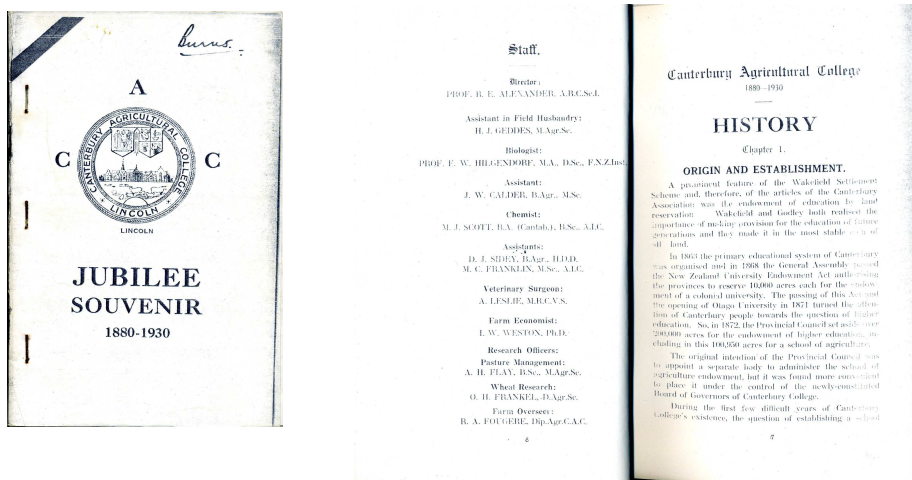 Burns.
A
C C
CANTERBURY AGRICULTURAL COLLEGE
LINCOLN
LINCOLN
JUBILEE
SOUVENIR
1880-1930
Staff.
Director:
PROF. R. E. ALEXANDER, A.R.C.Sc.I.
Assistant in Field Husbandry:
H. J. GEDDES, M.Agr.Sc.
Biologist:
PROF. F. W. HILGENDORF, M.A., D.Sc., F.N.Z.Inst.
Assistant:
J. W. CALDER, B.Agr., M.Sc.
Chemist:
M. J. SCOTT, B.A. (Cantab.), B.Sc., A.I.C.
Assistants:
D. J. SIDEY, B.Agr., H.D.D.
M. C. FRANKLIN, M.Sc., A.I.C.
Veterinary Surgeon:
A. LESLIE, M.R.C.V.S.
Farm Economist:
I. W. WESTON, Ph.D.
Research Officers:
Pasture Management:
A. H. FLAY, B.Sc., M.Agr.Sc.
Wheat Research:
O. H. FRANKEL, D.Agr.Sc.
Farm Overseer:
R. A. FOUGERE, Dip.Agr.C.A.C.
6
Canterbury Agricultural College
1880—1930
HISTORY
Chapter 1.
ORIGIN AND ESTABLISHMENT.
A prominent feature of the Wakefield Settlement
Scheme and, therefore, of the articles of the Canterbury
Association, was the endowment of education by land
reservation. Wakefield and Godley both realised the
importance of making provision for the education of future
generations and they made it in the most stable of
all land.
In 1863 the primary educational system of Canterbury
was organised and in 1868 the General Assembly passed
the New Zealand University Endowment Act authorising
the provinces to reserve 10,000 acres each for the endow-
ment of a colonial university. The passing of this Act and
the opening of Otago University in 1871 turned the atten-
tion of Canterbury people towards the question of higher
education. So, in 1872, the Provincial Council set aside over
200,000 acres for the endowment of higher education, in-
cluding in this 100,950 acres for a school of agriculture.
The original intention of the Provincial Council was
to appoint a separate body to administer the school of
agriculture endowment, but it was found more convenient
to place it under the control of the newly-constituted
Board of Governors of Canterbury College.
During the first few difficult years of Canterbury
College's existence, the question of establishing a school
7